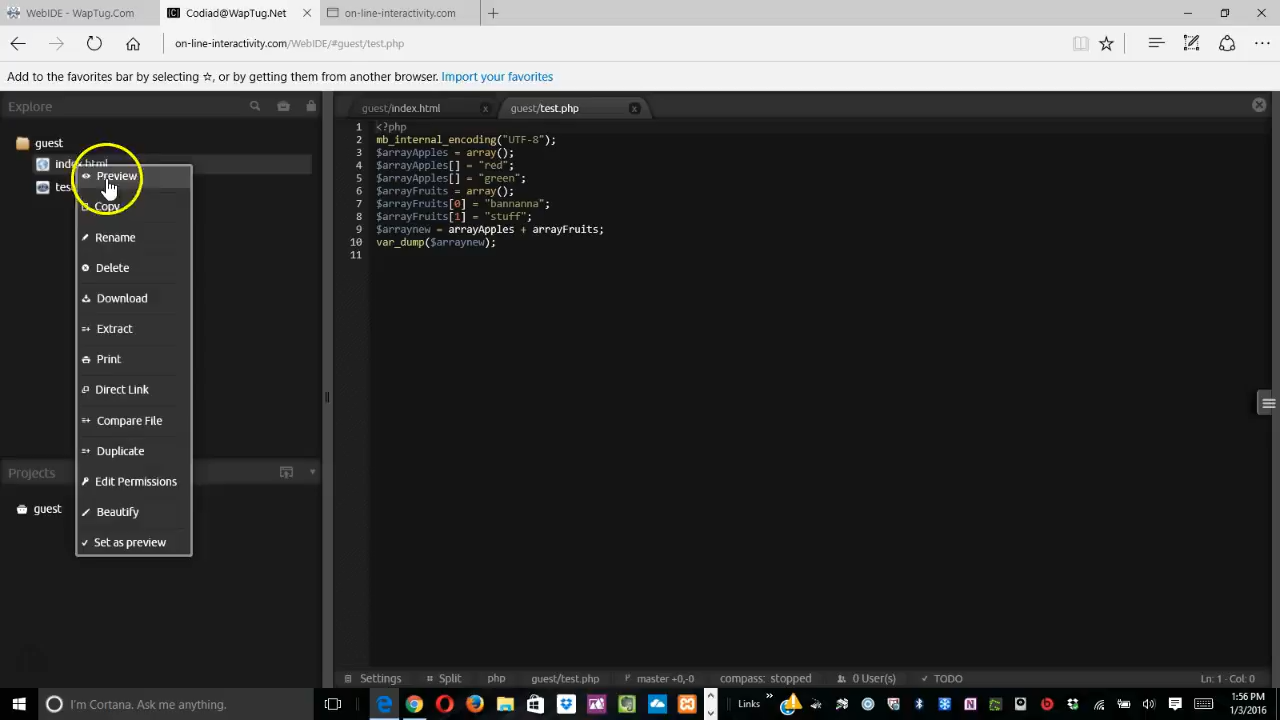 WebIDE - WapTug.Com
Codiad@WapTug.Net
on-line-interactivity.com
on-line-interactivity.com/WebIDE/#guest/test.php
Add to the favorites bar by selecting ☆, or by getting them from another browser. Import your favorites
Explore
guest
index.html
Preview
Copy
Rename
Delete
Download
Extract
Print
Direct Link
Compare File
Duplicate
Edit Permissions
Beautify
Set as preview
Projects
guest
guest/index.html
guest/test.php
1 <?php
2 mb_internal_encoding("UTF-8");
3 $arrayApples = array();
4 $arrayApples[] = "red";
5 $arrayApples[] = "green";
6 $arrayFruits = array();
7 $arrayFruits[0] = "bannanna";
8 $arrayFruits[1] = "stuff";
9 $arraynew = arrayApples + arrayFruits;
10 var_dump($arraynew);
11
Settings Split php guest/test.php master +0,-0 compass: stopped 0 User(s) TODO Ln: 1 · Col: 0
I'm Cortana. Ask me anything.
Links
1:56 PM
1/3/2016